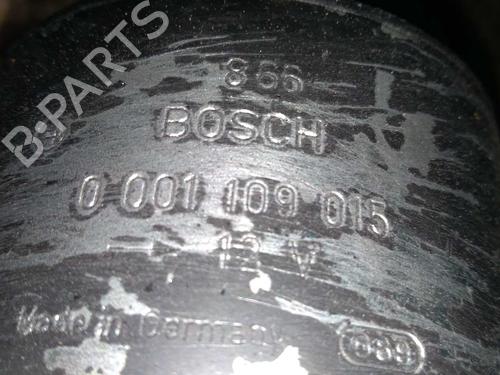 B-PARTS
866
BOSCH
0 001 109 015
→ 12 V
Made in Germany 089